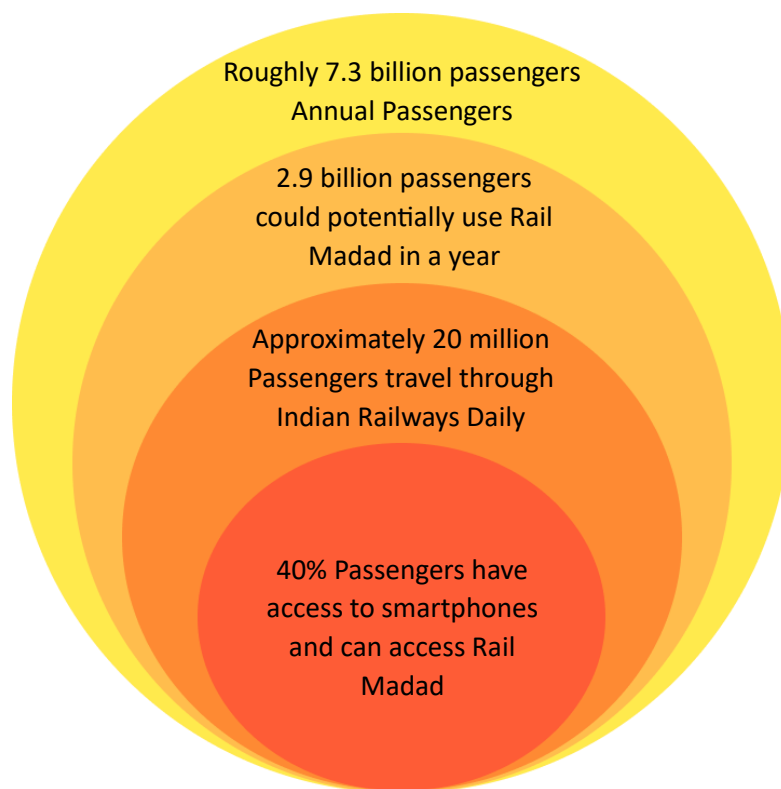 Roughly 7.3 billion passengers
Annual Passengers
2.9 billion passengers
could potentially use Rail
Madad in a year
Approximately 20 million
Passengers travel through
Indian Railways Daily
40% Passengers have
access to smartphones
and can access Rail
Madad